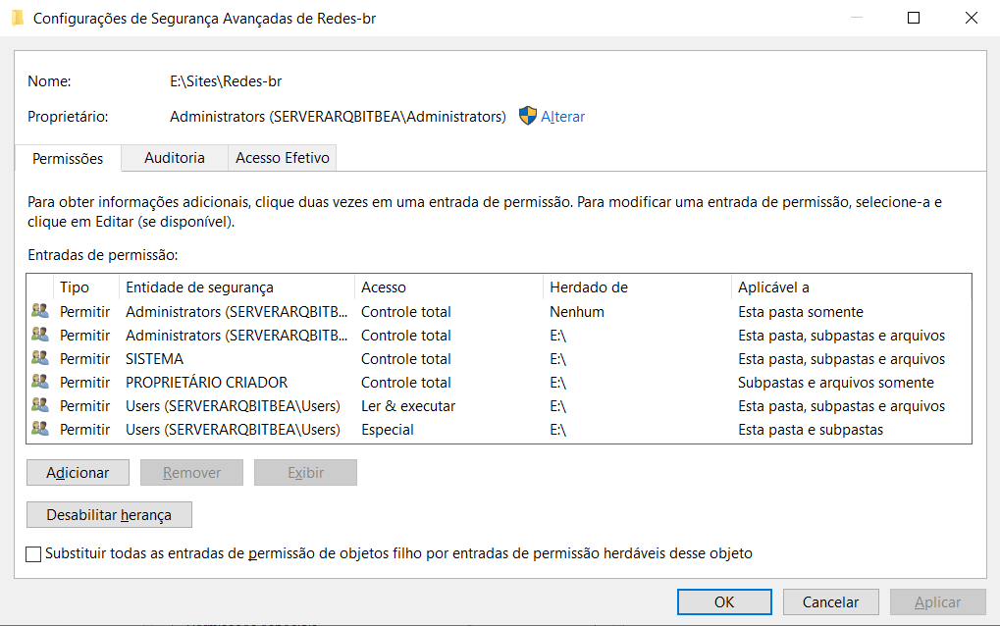 Configurações de Segurança Avançadas de Redes-br
Nome: E:\Sites\Redes-br
Proprietário: Administrators (SERVERARQBITBEA\Administrators) Alterar
Permissões Auditoria Acesso Efetivo
Para obter informações adicionais, clique duas vezes em uma entrada de permissão. Para modificar uma entrada de permissão, selecione-a e
clique em Editar (se disponível).
Entradas de permissão:
Tipo Entidade de segurança Acesso Herdado de Aplicável a
Permitir Administrators (SERVERARQBITB... Controle total Nenhum Esta pasta somente
Permitir Administrators (SERVERARQBITB... Controle total E:\ Esta pasta, subpastas e arquivos
Permitir SISTEMA Controle total E:\ Esta pasta, subpastas e arquivos
Permitir PROPRIETÁRIO CRIADOR Controle total E:\ Subpastas e arquivos somente
Permitir Users (SERVERARQBITBEA\Users) Ler & executar E:\ Esta pasta, subpastas e arquivos
Permitir Users (SERVERARQBITBEA\Users) Especial E:\ Esta pasta e subpastas
Adicionar Remover Exibir
Desabilitar herança
Substituir todas as entradas de permissão de objetos filho por entradas de permissão herdáveis desse objeto
OK Cancelar Aplicar